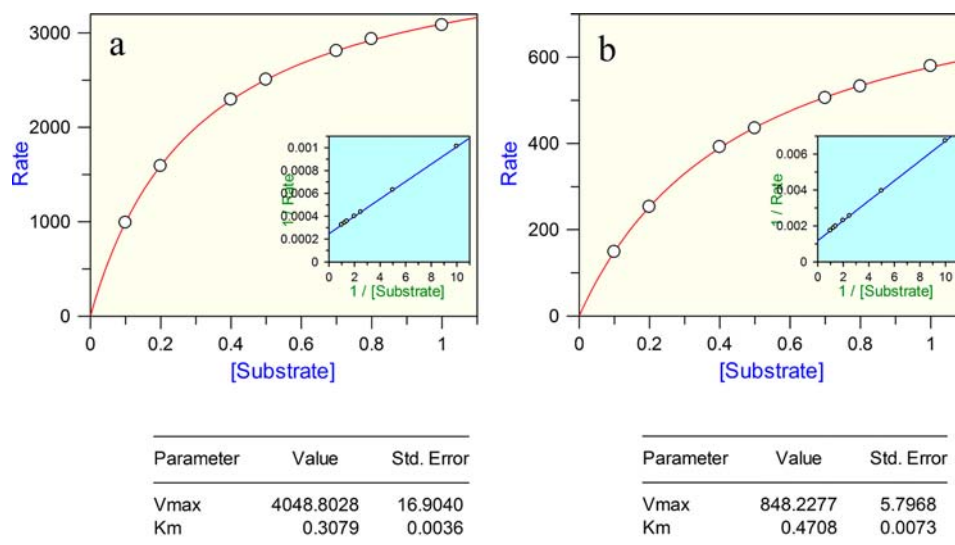 a
Rate
3000
2000
1000
0
0 0.2 0.4 0.6 0.8 1
[Substrate]
1 / Rate
0.001
0.0008
0.0006
0.0004
0.0002
0
0 2 4 6 8 10
1 / [Substrate]
Parameter Value Std. Error
Vmax 4048.8028 16.9040
Km 0.3079 0.0036
b
Rate
600
400
200
0
0 0.2 0.4 0.6 0.8 1
[Substrate]
1 / Rate
0.006
0.004
0.002
0
0 2 4 6 8 10
1 / [Substrate]
Parameter Value Std. Error
Vmax 848.2277 5.7968
Km 0.4708 0.0073